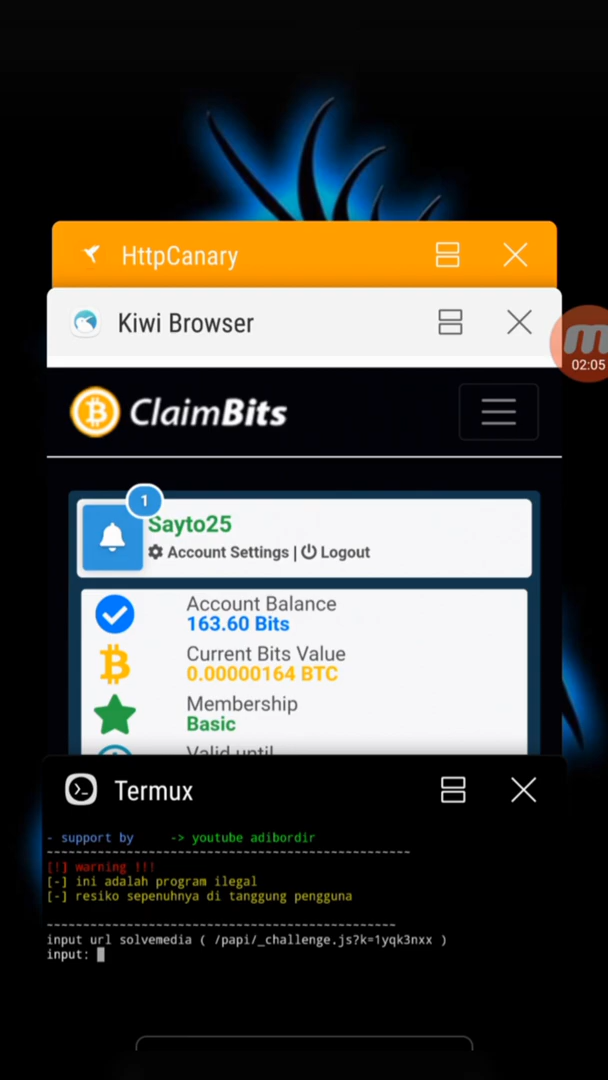 HttpCanary
Kiwi Browser
02:05
ClaimBits
1
Sayto25
Account Settings | Logout
Account Balance
163.60 Bits
Current Bits Value
0.00000164 BTC
Membership
Basic
Valid until
Termux
- support by -> youtube adibordir
[!] warning !!!
[-] ini adalah program ilegal
[-] resiko sepenuhnya di tanggung pengguna
input url solvemedia ( /papi/_challenge.js?k=1yqk3nxx )
input: